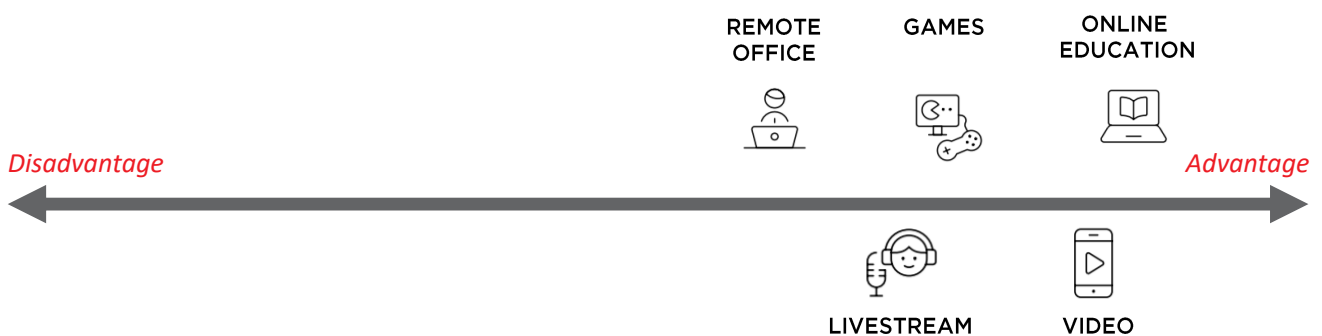 REMOTE
OFFICE
GAMES
ONLINE
EDUCATION
Disadvantage
Advantage
LIVESTREAM
VIDEO